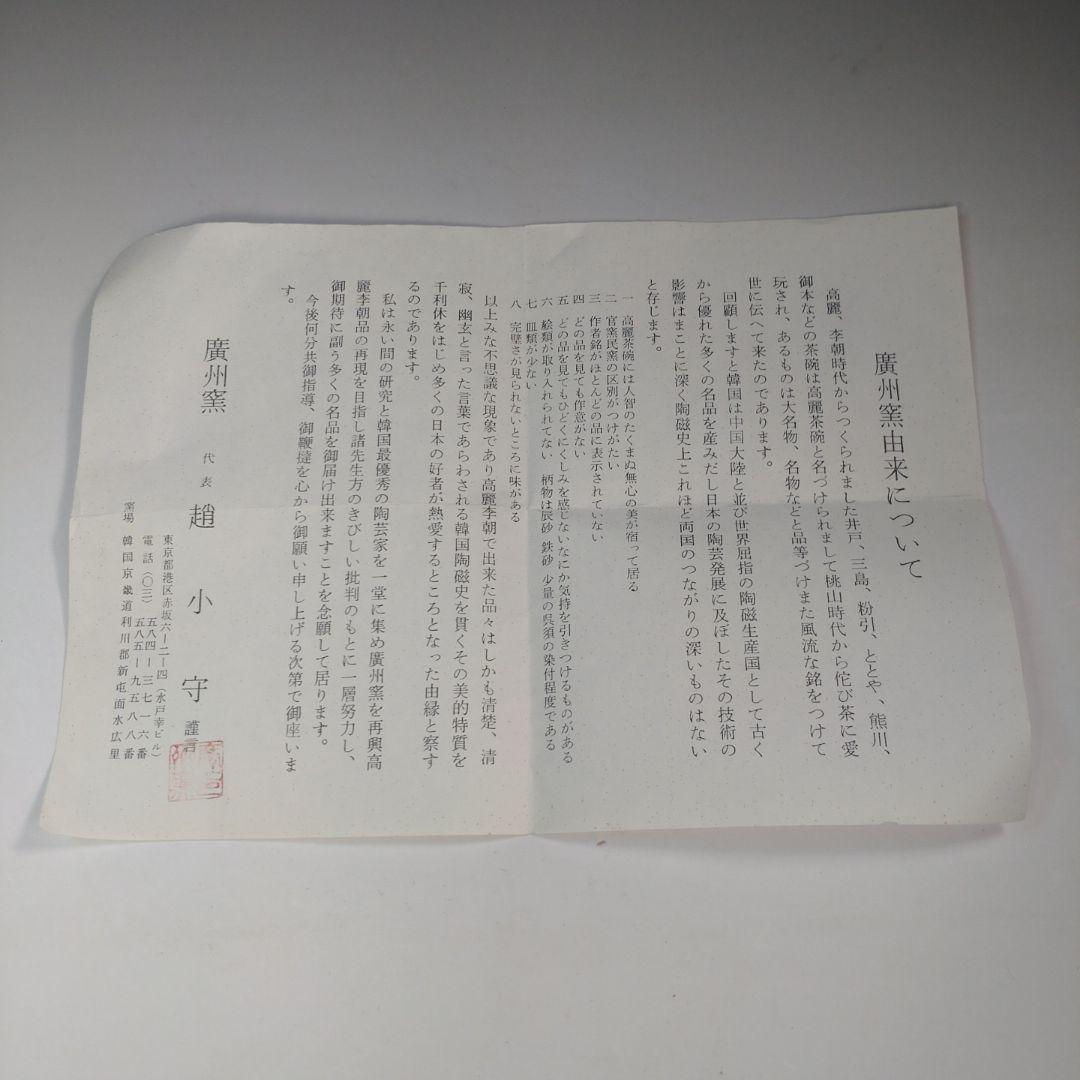 廣州窯由来について
高麗、李朝時代からつくられました井戸、三島、粉引、ととや、熊川、
御本などの茶碗は高麗茶碗と名づけられまして桃山時代から侘び茶に愛
玩され、あるものは大名物、名物などと品等づけまた風流な銘をつけて
世に伝へて来たのであります。
回顧しますと韓国は中国大陸と並び世界屈指の陶磁生産国として古く
から優れた多くの名品を産みだし日本の陶芸発展に及ぼしたその技術の
影響はまことに深く陶磁史上これほど両国のつながりの深いものはない
と存じます。
一 高麗茶碗には人智のたくまぬ無心の美が宿って居る
二 官窯民窯の区別がつけがたい
三 作者銘がほとんどの品に表示されていない
四 どの品を見ても作意がない
五 どの品を見てもひどくにくしみを感じないなにか気持を引きつけるものがある
六 絵類が取り入れられてない 柄物は辰砂 鉄砂 少量の呉須の染付程度である
七 皿類が少ない
八 完璧さが見られないところに味がある
以上みな不思議な現象であり高麗李朝で出来た品々はしかも清楚、清
寂、幽玄と言った言葉であらわされる韓国陶磁史を貫くその美的特質を
千利休をはじめ多くの日本の好者が熱愛するところとなった由縁と察す
るのであります。
私は永い間の研究と韓国最優秀の陶芸家を一堂に集め廣州窯を再興高
麗李朝品の再現を目指し諸先生方のきびしい批判のもとに一層努力し、
御期待に副う多くの名品を御届け出来ますことを念願して居ります。
今後何分共御指導、御鞭撻を心から御願い申し上げる次第で御座いま
す。
廣州窯 代表 趙小守 謹言
東京都港区赤坂六ー二ー四（水戸幸ビル）
電話（〇三）五八四ー三七一六番
五八五ー九五八八番
窯場 韓国京畿道利川郡新屯面水広里